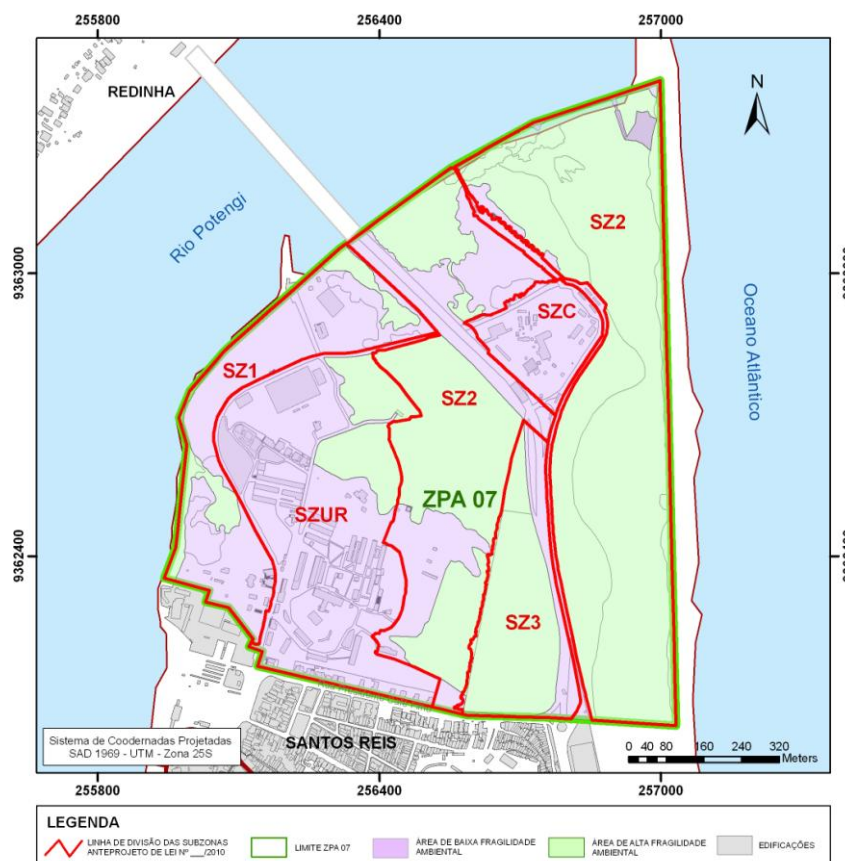 255800
256400
257000
REDINHA
N
Rio Potengi
SZ2
9363000
SZC
Oceano Atlântico
SZ1
SZ2
ZPA 07
SZUR
9362400
SZ3
Sistema de Coodernadas Projetadas
SAD 1969 - UTM - Zona 25S
SANTOS REIS
0 40 80 160 240 320
Meters
255800
256400
257000
LEGENDA
LINHA DE DIVISÃO DAS SUBZONAS
ANTEPROJETO DE LEI Nº ___/2010
LIMITE ZPA 07
ÁREA DE BAIXA FRAGILIDADE
AMBIENTAL
ÁREA DE ALTA FRAGILIDADE
AMBIENTAL
EDIFICAÇÕES